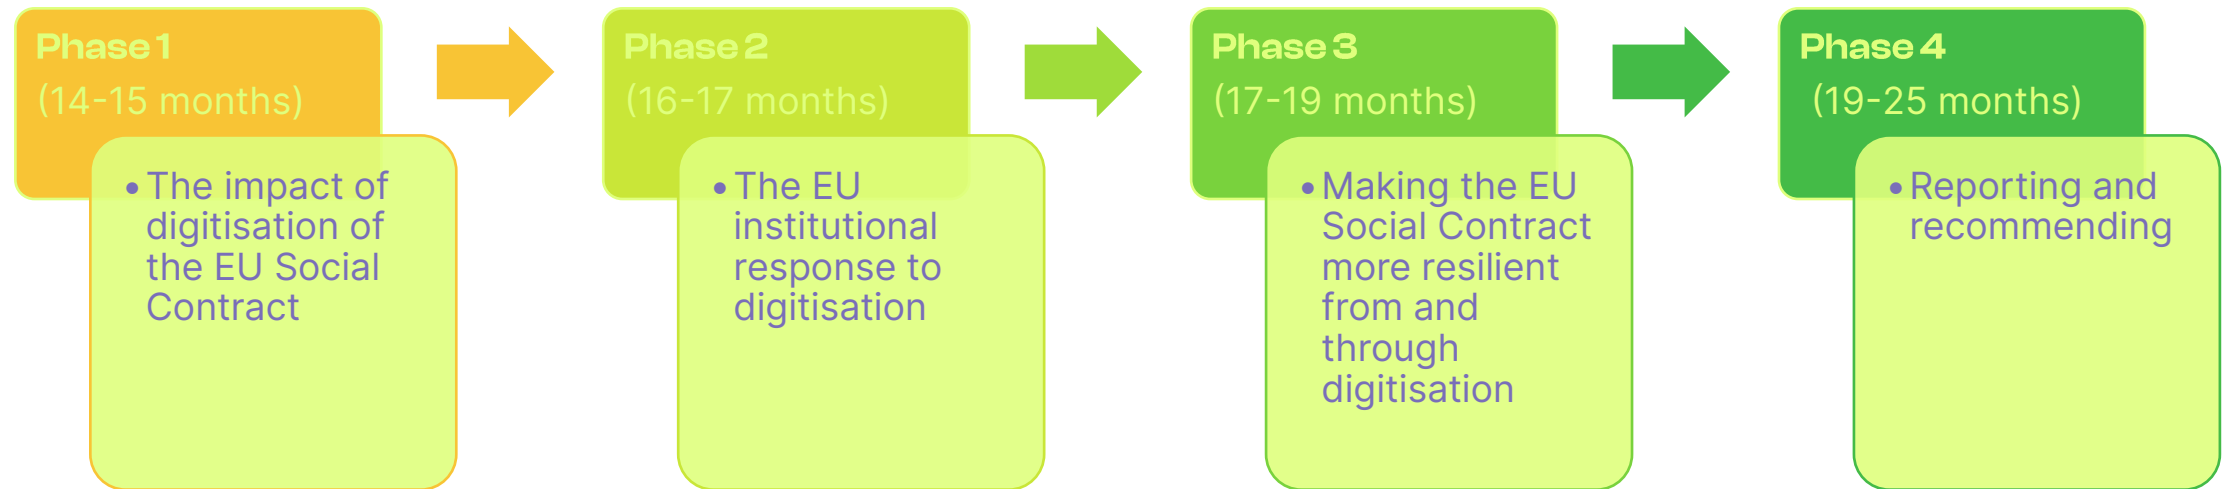 Phase 1
(14-15 months)
• The impact of
digitisation of
the EU Social
Contract
Phase 2
(16-17 months)
• The EU
institutional
response to
digitisation
Phase 3
(17-19 months)
• Making the EU
Social Contract
more resilient
from and
through
digitisation
Phase 4
(19-25 months)
• Reporting and
recommending